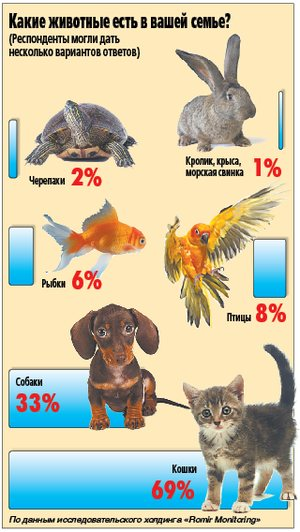 Какие животные есть в вашей семье?
(Респонденты могли дать
несколько вариантов ответов)
Черепахи 2%
Кролик, крыса,
морская свинка 1%
Рыбки 6%
Птицы 8%
Собаки
33%
Кошки
69%
По данным исследовательского холдинга «Romir Monitoring»